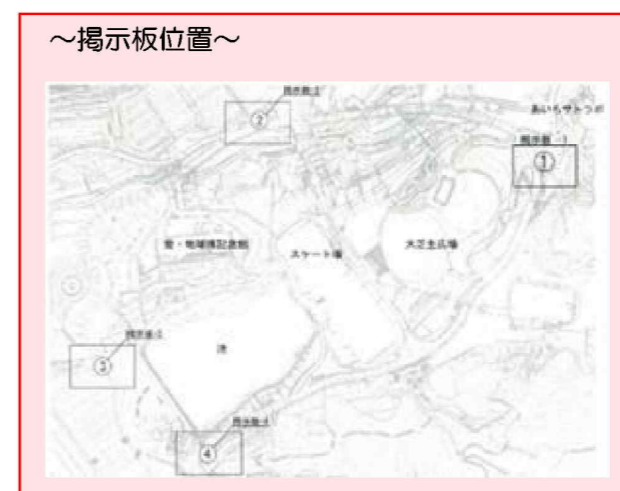 ～掲示板位置～
掲示板-2
②
あいちサトラボ
掲示板-1
①
愛・地球博記念館
スケート場
大芝生広場
掲示板-3
③
池
掲示板-4
④